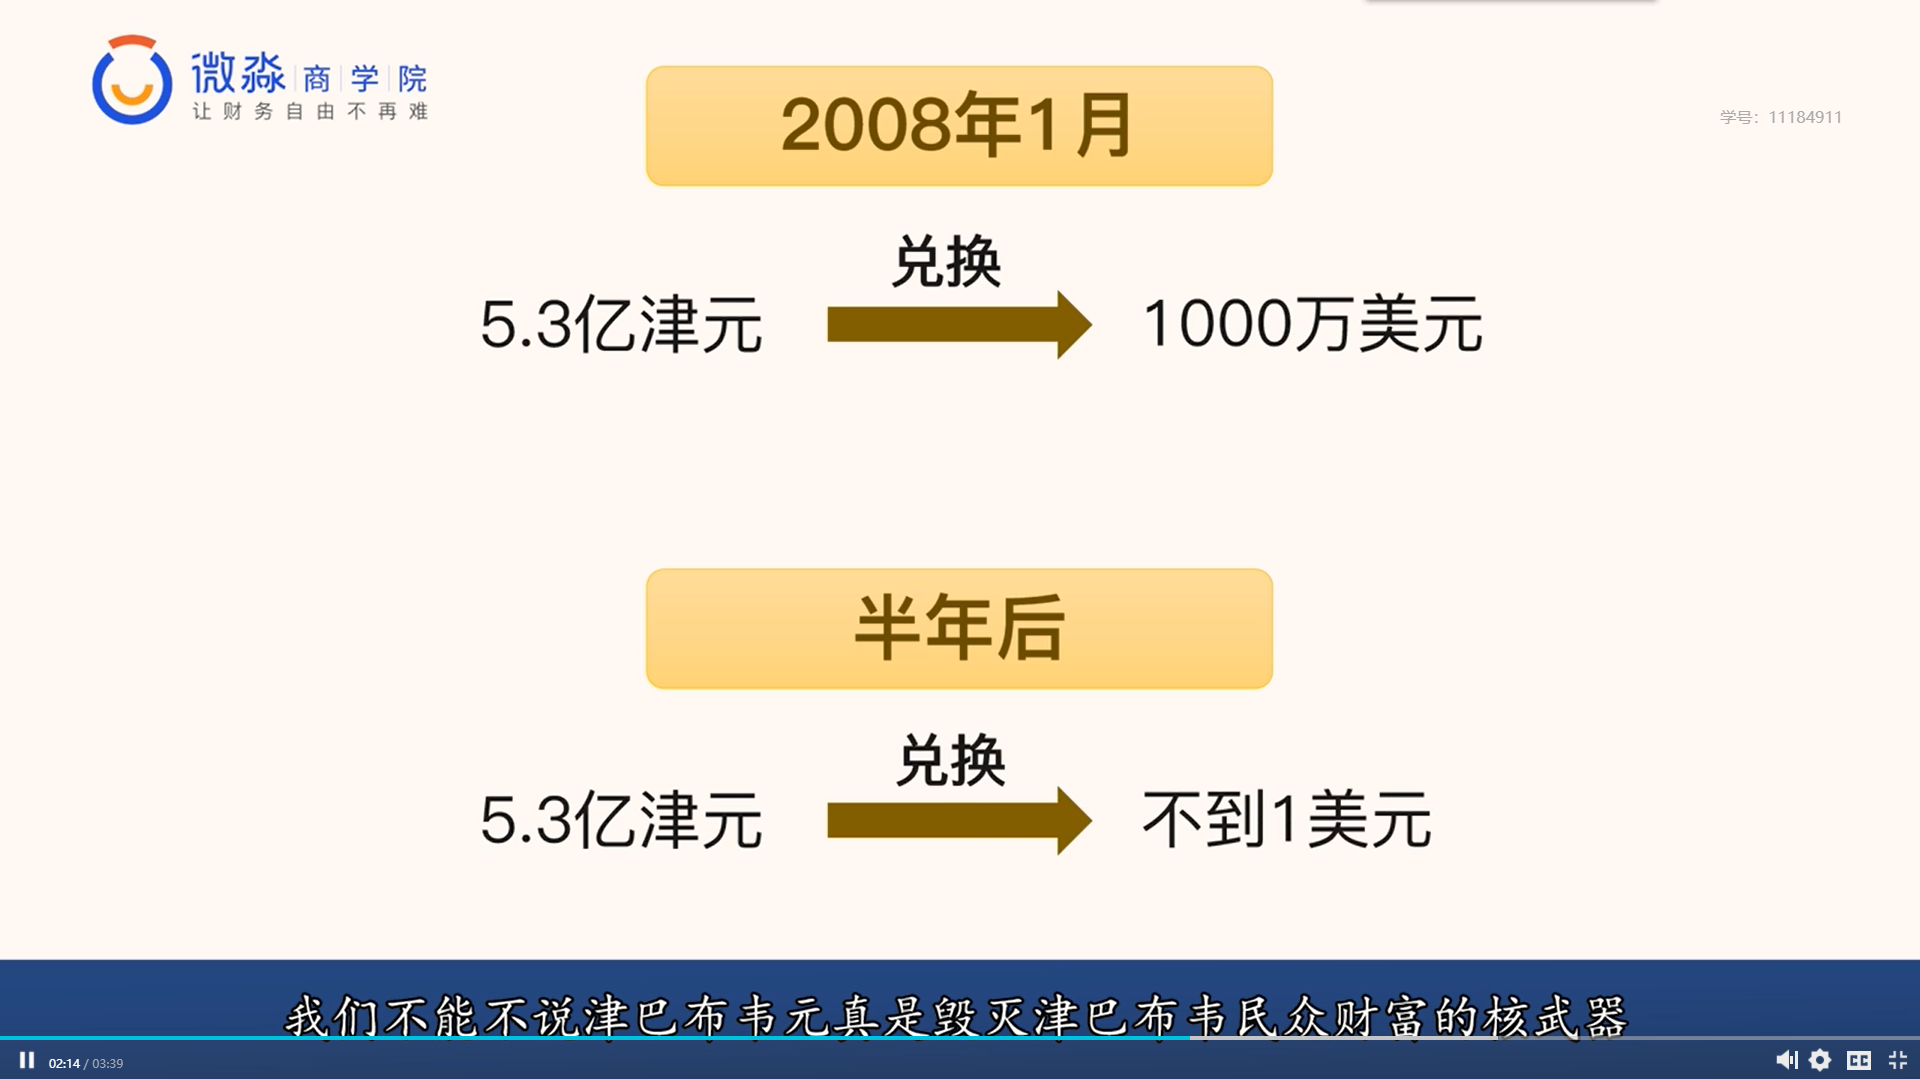 微淼商学院
让财务自由不再难
2008年1月
学号：11184911
兑换
5.3亿津元
1000万美元
半年后
兑换
5.3亿津元
不到1美元
我们不能不说津巴布韦元真是毁灭津巴布韦民众财富的核武器
02:14 / 03:39
CC